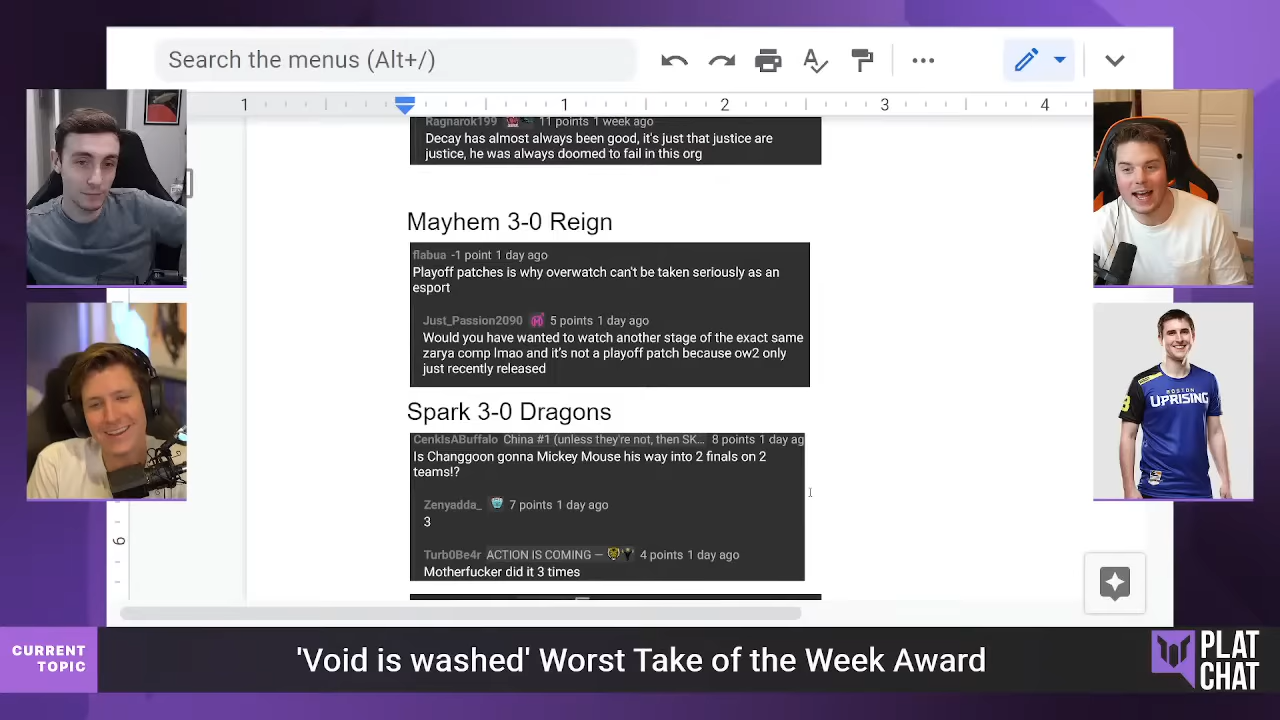 Search the menus (Alt+/)
1 1 2 3 4
Ragnarok199 11 points 1 week ago
Decay has almost always been good, it's just that justice are
justice, he was always doomed to fail in this org
Mayhem 3-0 Reign
flabua -1 point 1 day ago
Playoff patches is why overwatch can't be taken seriously as an
esport
Just_Passion2090 5 points 1 day ago
Would you have wanted to watch another stage of the exact same
zarya comp lmao and it's not a playoff patch because ow2 only
just recently released
Spark 3-0 Dragons
CenkIsABuffalo China #1 (unless they're not, then SK... 8 points 1 day ag
Is Changgoon gonna Mickey Mouse his way into 2 finals on 2
teams!?
Zenyadda_ 7 points 1 day ago
3
Turb0Be4r ACTION IS COMING – 4 points 1 day ago
Motherfucker did it 3 times
6
BOSTON
UPRISING
CURRENT
TOPIC
'Void is washed' Worst Take of the Week Award
PLAT
CHAT